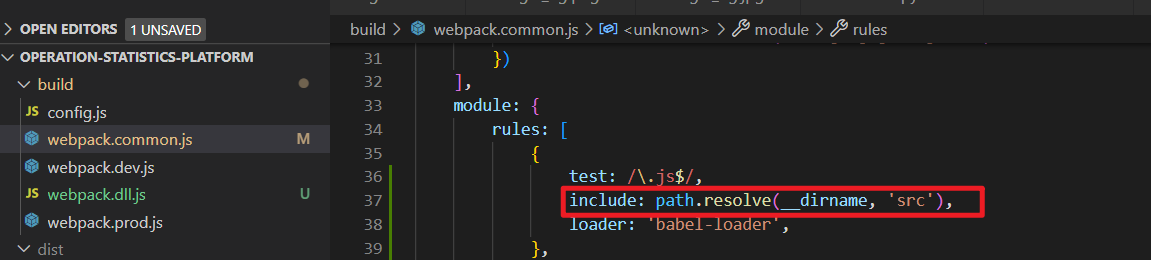 OPEN EDITORS 1 UNSAVED
OPERATION-STATISTICS-PLATFORM
build
JS config.js
webpack.common.js M
webpack.dev.js
JS webpack.dll.js U
webpack.prod.js
dist
build > webpack.common.js > <unknown> > module > rules
31 })
32 ],
33 module: {
34 rules: [
35 {
36 test: /\.js$/,
37 include: path.resolve(__dirname, 'src'),
38 loader: 'babel-loader',
39 },